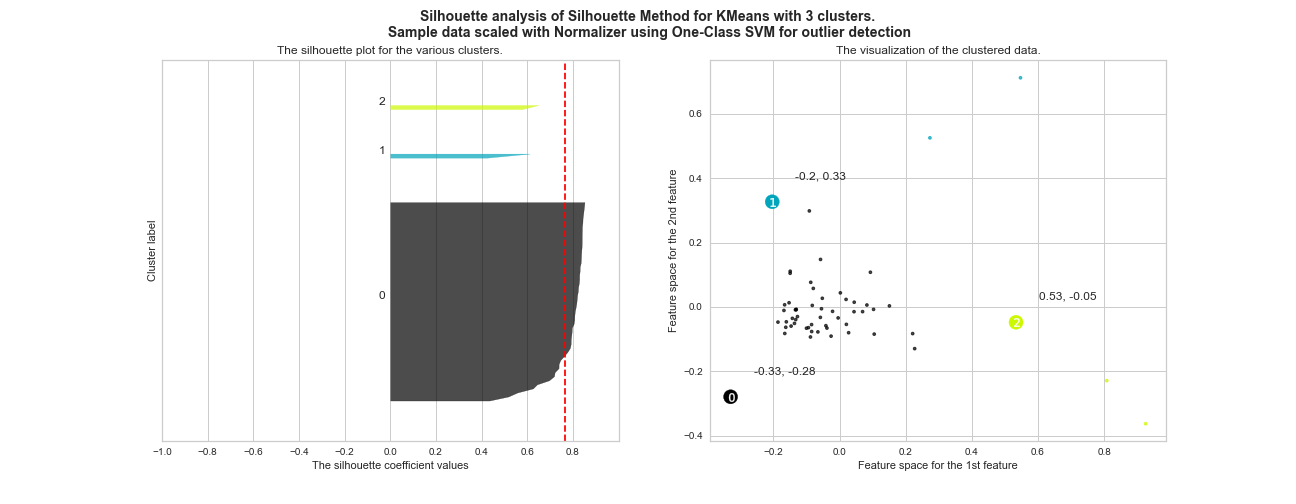 Silhouette analysis of Silhouette Method for KMeans with 3 clusters.
Sample data scaled with Normalizer using One-Class SVM for outlier detection
The silhouette plot for the various clusters.
2
1
0
Cluster label
−1.0 −0.8 −0.6 −0.4 −0.2 0.0 0.2 0.4 0.6 0.8
The silhouette coefficient values
The visualization of the clustered data.
0.6
0.4
0.2
0.0
−0.2
−0.4
Feature space for the 2nd feature
-0.2, 0.33
1
0.53, -0.05
2
-0.33, -0.28
0
−0.2 0.0 0.2 0.4 0.6 0.8
Feature space for the 1st feature